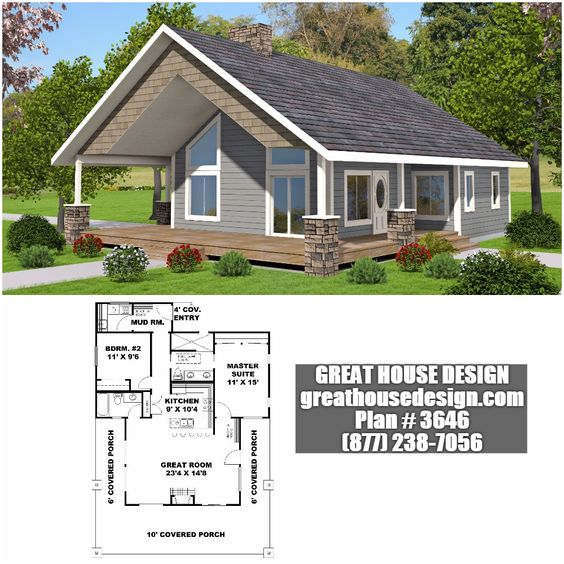 4' COV.
ENTRY
MUD RM.
BDRM. #2
11' X 9'6
MASTER
SUITE
11' X 15'
KITCHEN
9' X 10'4
GREAT ROOM
23'4 X 14'8
6' COVERED PORCH
6' COVERED PORCH
10' COVERED PORCH
GREAT HOUSE DESIGN
greathousedesign.com
Plan # 3646
(877) 238-7056